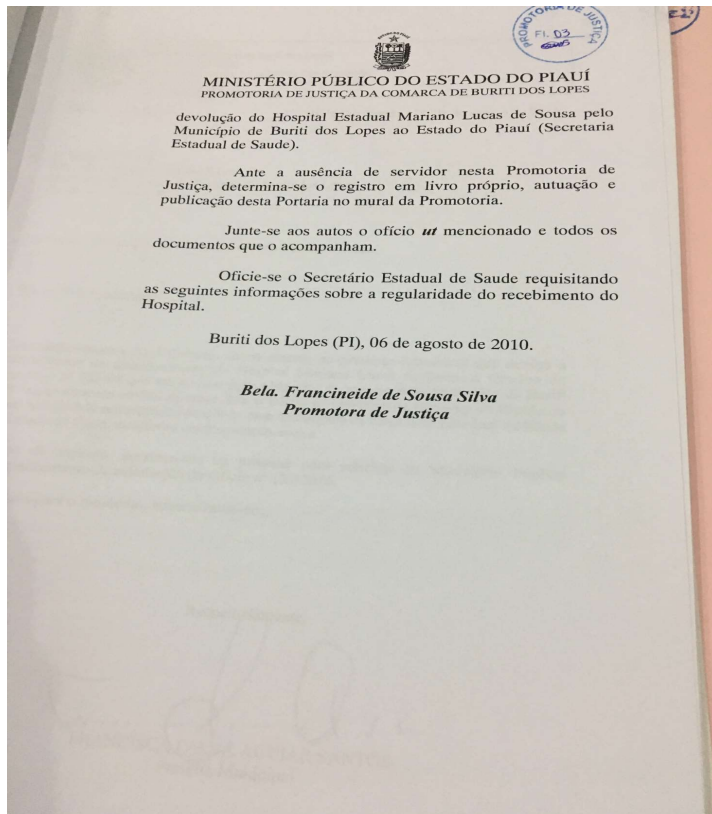 PROMOTORIA DE JUSTIÇA
Fl. 03
MINISTÉRIO PÚBLICO DO ESTADO DO PIAUÍ
PROMOTORIA DE JUSTIÇA DA COMARCA DE BURITI DOS LOPES
devolução do Hospital Estadual Mariano Lucas de Sousa pelo
Município de Buriti dos Lopes ao Estado do Piauí (Secretaria
Estadual de Saude).
Ante a ausência de servidor nesta Promotoria de
Justiça, determina-se o registro em livro próprio, autuação e
publicação desta Portaria no mural da Promotoria.
Junte-se aos autos o ofício ut mencionado e todos os
documentos que o acompanham.
Oficie-se o Secretário Estadual de Saude requisitando
as seguintes informações sobre a regularidade do recebimento do
Hospital.
Buriti dos Lopes (PI), 06 de agosto de 2010.
Bela. Francineide de Sousa Silva
Promotora de Justiça